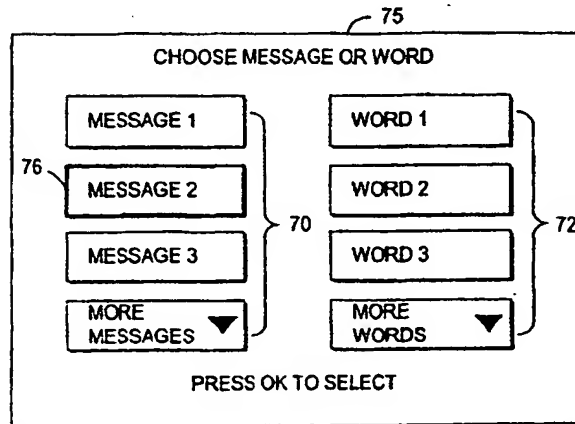 75
CHOOSE MESSAGE OR WORD
MESSAGE 1
WORD 1
76
MESSAGE 2
WORD 2
70
72
MESSAGE 3
WORD 3
MORE
MESSAGES
MORE
WORDS
PRESS OK TO SELECT